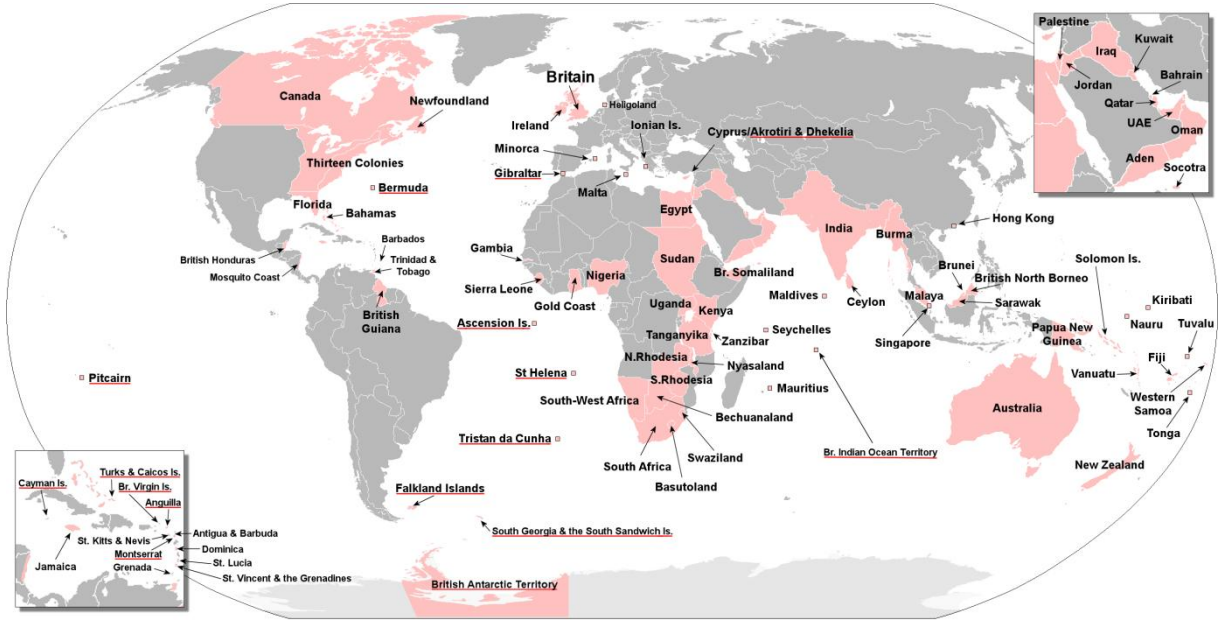 Canada
Newfoundland
Thirteen Colonies
Bermuda
Florida
Bahamas
British Honduras
Mosquito Coast
Barbados
Trinidad &
Tobago
British
Guiana
Pitcairn
Britain
Heligoland
Ireland
Ionian Is.
Minorca
Gibraltar
Malta
Cyprus/Akrotiri & Dhekelia
Egypt
Gambia
Sierra Leone
Gold Coast
Nigeria
Sudan
Br. Somaliland
Uganda
Kenya
Tanganyika
Zanzibar
Ascension Is.
St Helena
N.Rhodesia
Nyasaland
S.Rhodesia
South-West Africa
Bechuanaland
Tristan da Cunha
Swaziland
South Africa
Basutoland
Falkland Islands
South Georgia & the South Sandwich Is.
British Antarctic Territory
India
Burma
Hong Kong
Maldives
Ceylon
Seychelles
Mauritius
Br. Indian Ocean Territory
Malaya
Singapore
Brunei
British North Borneo
Sarawak
Solomon Is.
Papua New
Guinea
Kiribati
Nauru
Tuvalu
Fiji
Vanuatu
Western
Samoa
Tonga
Australia
New Zealand
Palestine
Iraq
Kuwait
Jordan
Bahrain
Qatar
UAE
Oman
Aden
Socotra
Turks & Caicos Is.
Cayman Is.
Br. Virgin Is.
Anguilla
Antigua & Barbuda
St. Kitts & Nevis
Montserrat
Dominica
Jamaica
Grenada
St. Lucia
St. Vincent & the Grenadines